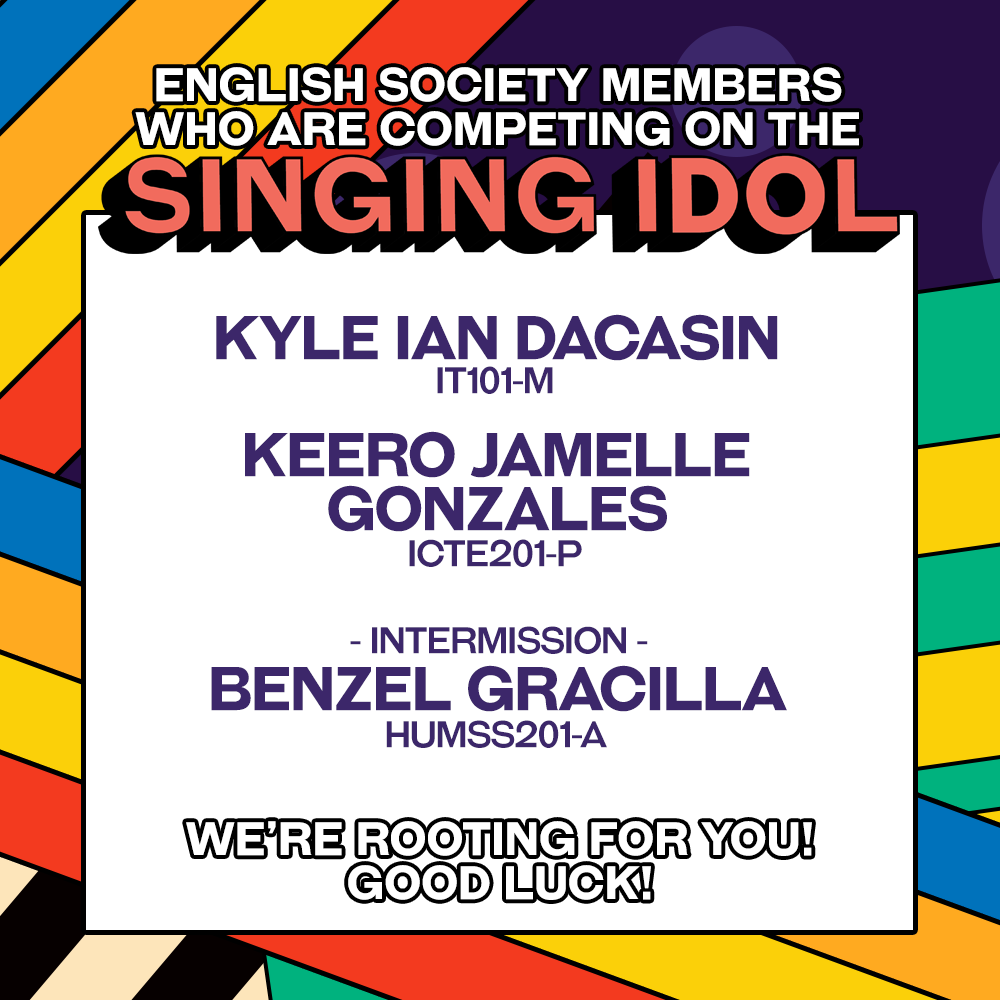 ENGLISH SOCIETY MEMBERS
WHO ARE COMPETING ON THE
SINGING IDOL
KYLE IAN DACASIN
IT101-M
KEERO JAMELLE
GONZALES
ICTE201-P
- INTERMISSION -
BENZEL GRACILLA
HUMSS201-A
WE'RE ROOTING FOR YOU!
GOOD LUCK!